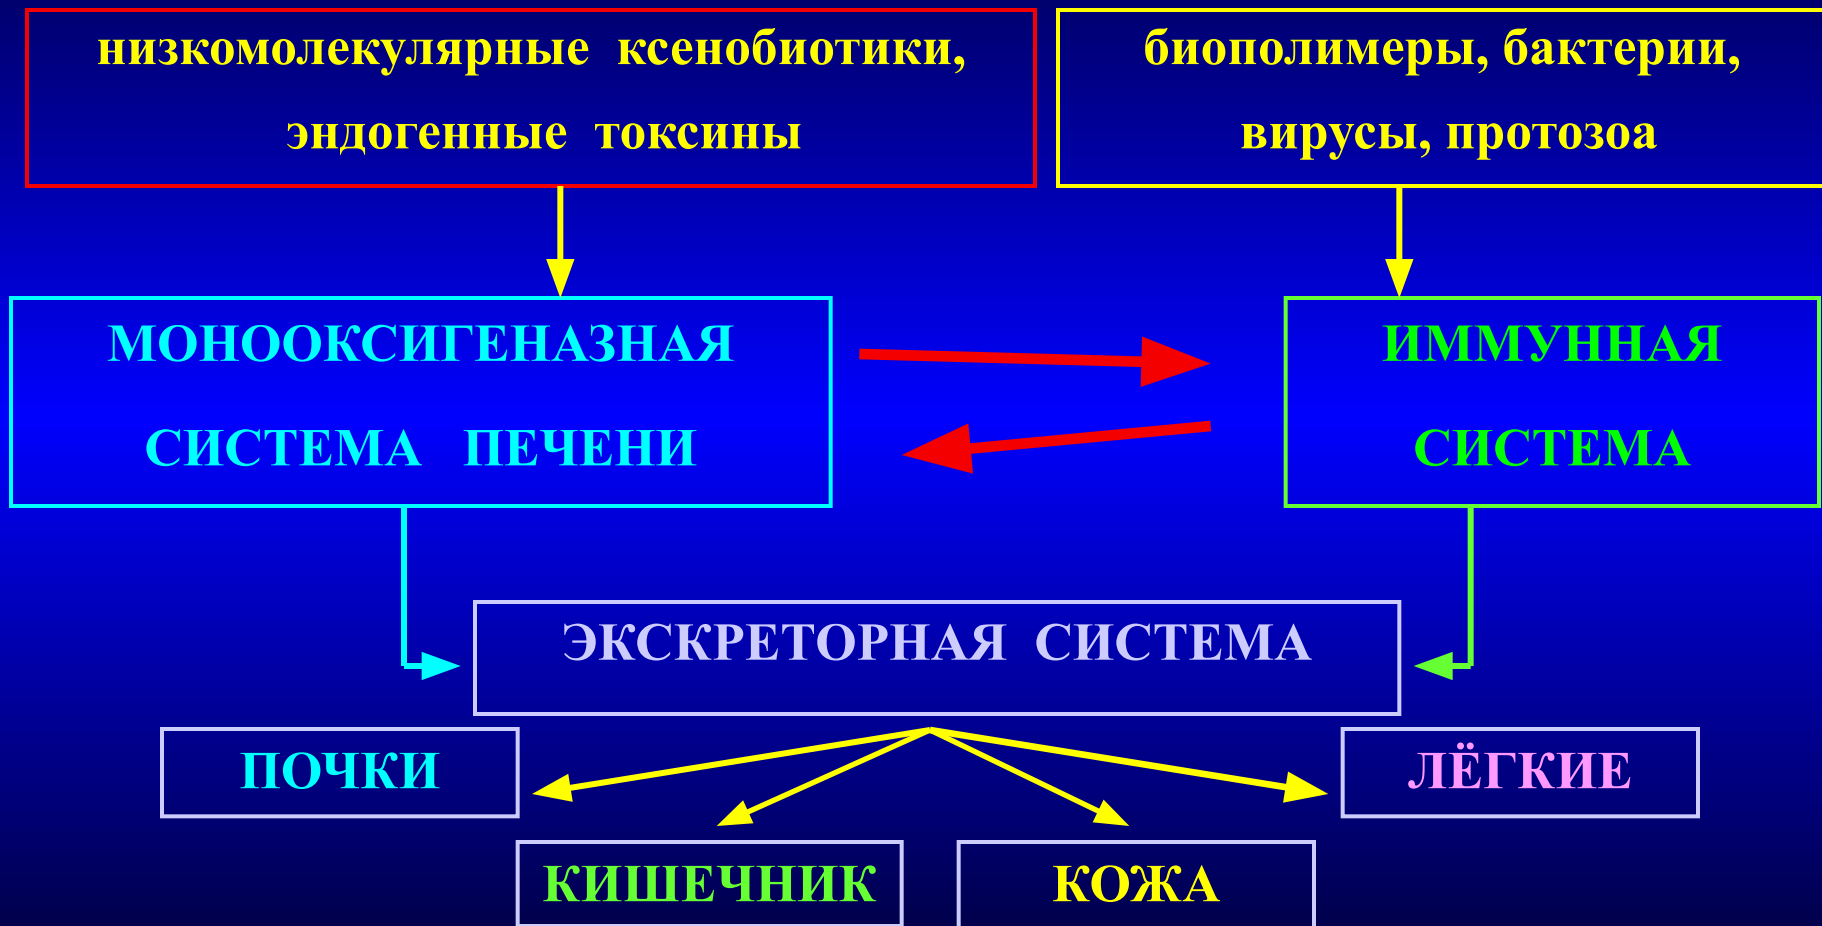 низкомолекулярные ксенобиотики,
эндогенные токсины
биополимеры, бактерии,
вирусы, протозоа
МОНООКСИГЕНАЗНАЯ
СИСТЕМА ПЕЧЕНИ
ИММУННАЯ
СИСТЕМА
ЭКСКРЕТОРНАЯ СИСТЕМА
ПОЧКИ
ЛЁГКИЕ
КИШЕЧНИК
КОЖА